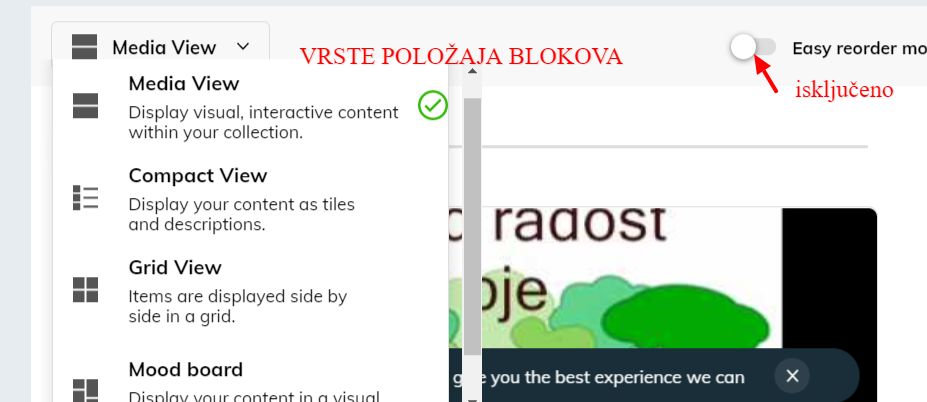 Media View
VRSTE POLOŽAJA BLOKOVA
Easy reorder mo
isključeno
Media View
Display visual, interactive content
within your collection.
Compact View
Display your content as tiles
and descriptions.
Grid View
Items are displayed side by
side in a grid.
Mood board
Display your content in a visual
radost
oje
you the best experience we can